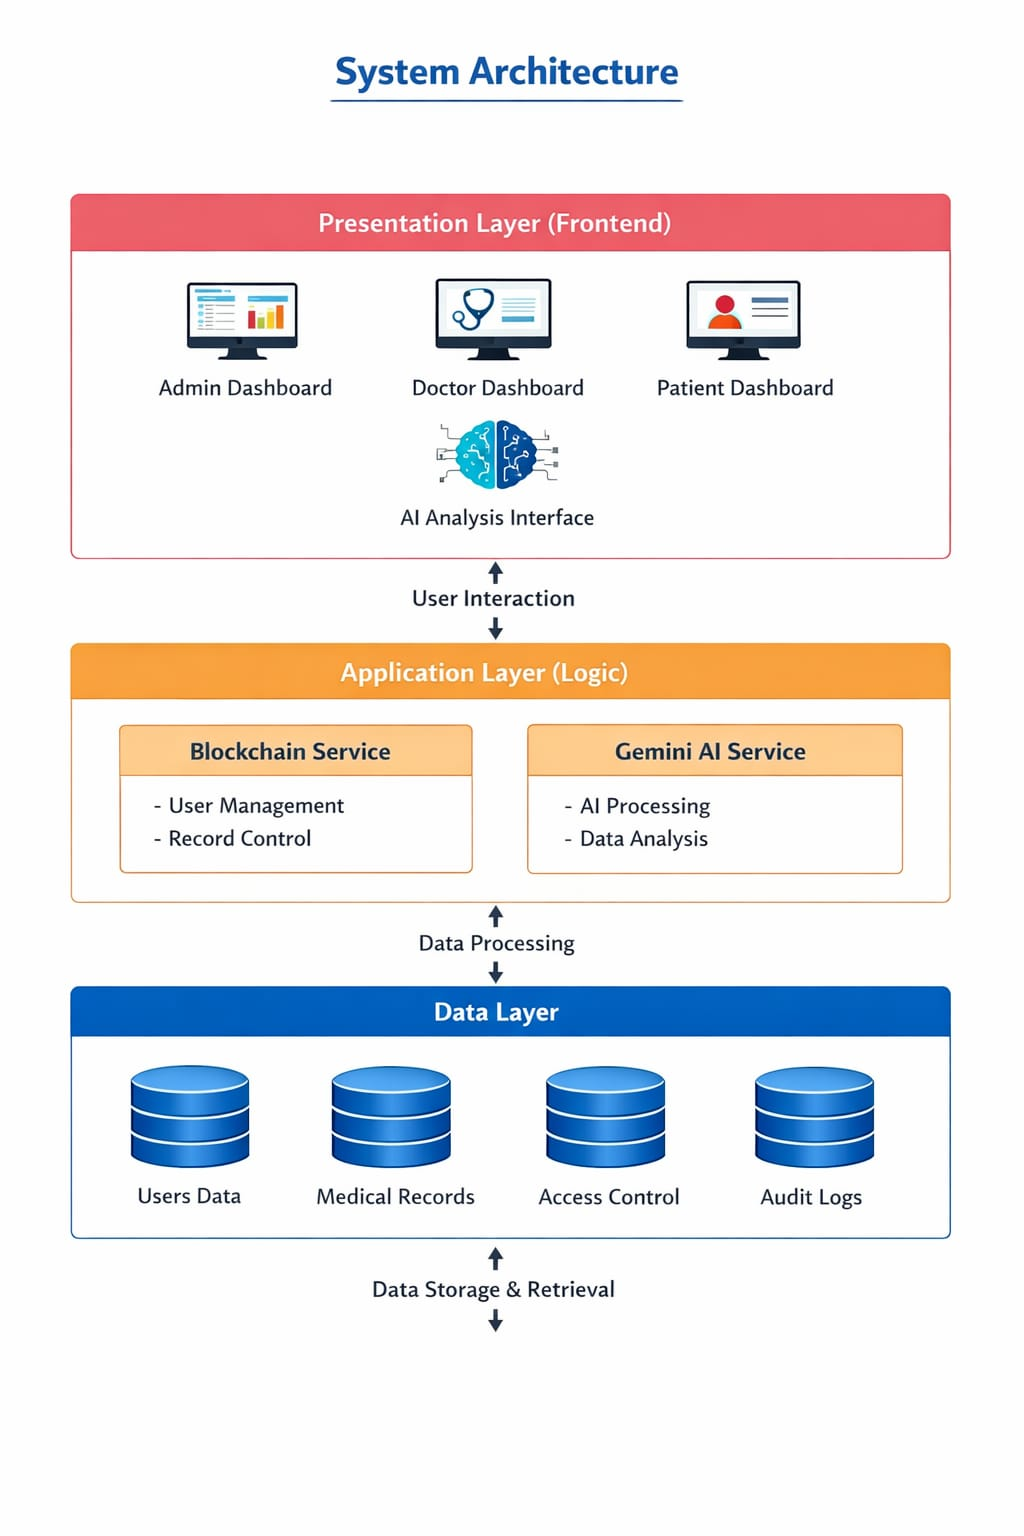 System Architecture
Presentation Layer (Frontend)
Admin Dashboard
Doctor Dashboard
Patient Dashboard
AI Analysis Interface
User Interaction
Application Layer (Logic)
Blockchain Service
- User Management
- Record Control
Gemini AI Service
- AI Processing
- Data Analysis
Data Processing
Data Layer
Users Data
Medical Records
Access Control
Audit Logs
Data Storage & Retrieval